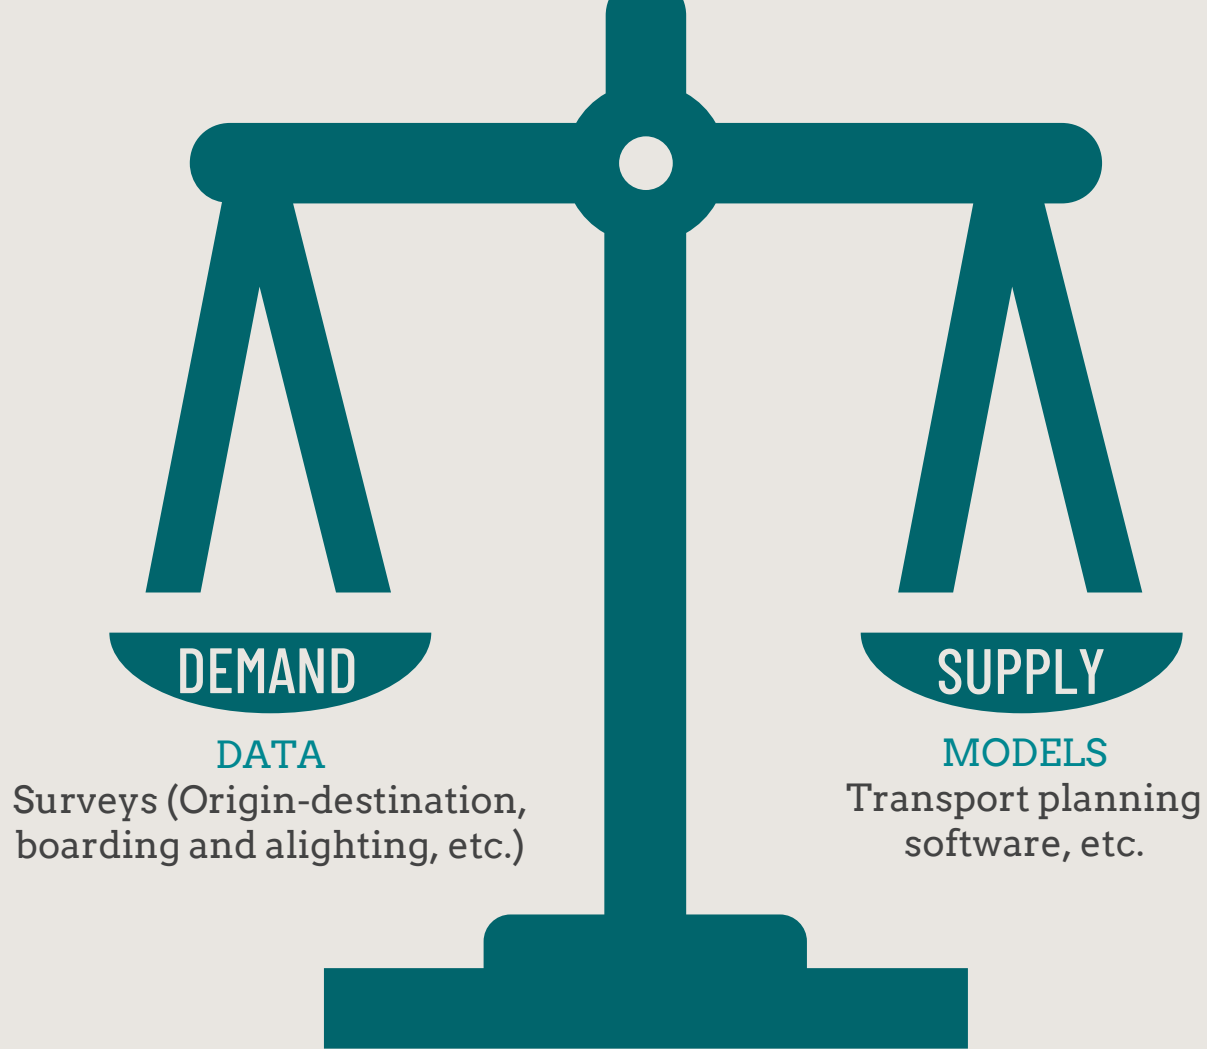 DEMAND
DATA
Surveys (Origin-destination,
boarding and alighting, etc.)
SUPPLY
MODELS
Transport planning
software, etc.